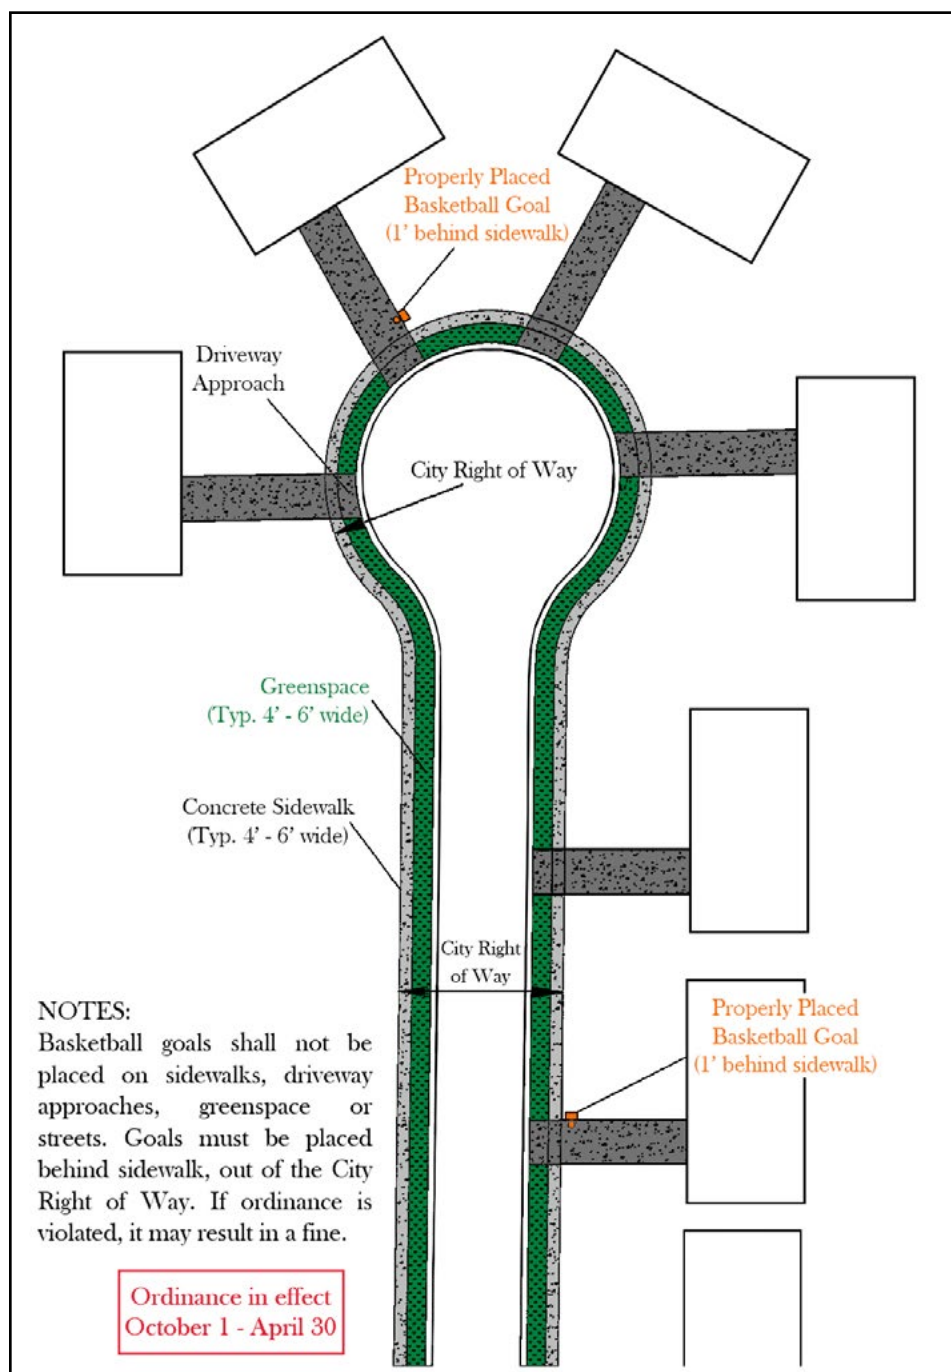 Properly Placed
Basketball Goal
(1' behind sidewalk)
Driveway
Approach
City Right of Way
Greenspace
(Typ. 4' - 6' wide)
Concrete Sidewalk
(Typ. 4' - 6' wide)
City Right
of Way
Properly Placed
Basketball Goal
(1' behind sidewalk)
NOTES:
Basketball goals shall not be
placed on sidewalks, driveway
approaches, greenspace or
streets. Goals must be placed
behind sidewalk, out of the City
Right of Way. If ordinance is
violated, it may result in a fine.
Ordinance in effect
October 1 - April 30